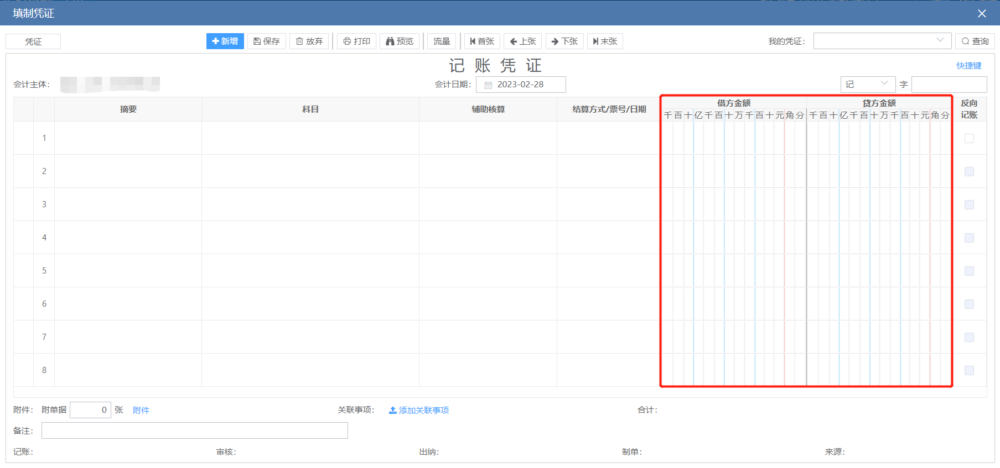 填制凭证
凭证 新增 保存 放弃 打印 预览 流量 首张 上张 下张 末张 我的凭证: 查询
记 账 凭 证
快捷键
会计主体: 会计日期: 2023-02-28 记 字
摘要 科目 辅助核算 结算方式/票号/日期 借方金额 贷方金额 反向记账
千百十亿千百十万千百十元角分 千百十亿千百十万千百十元角分
1
2
3
4
5
6
7
8
附件: 附单据 0 张 附件 关联事项: 添加关联事项 合计:
备注:
记账: 审核: 出纳: 制单: 来源: